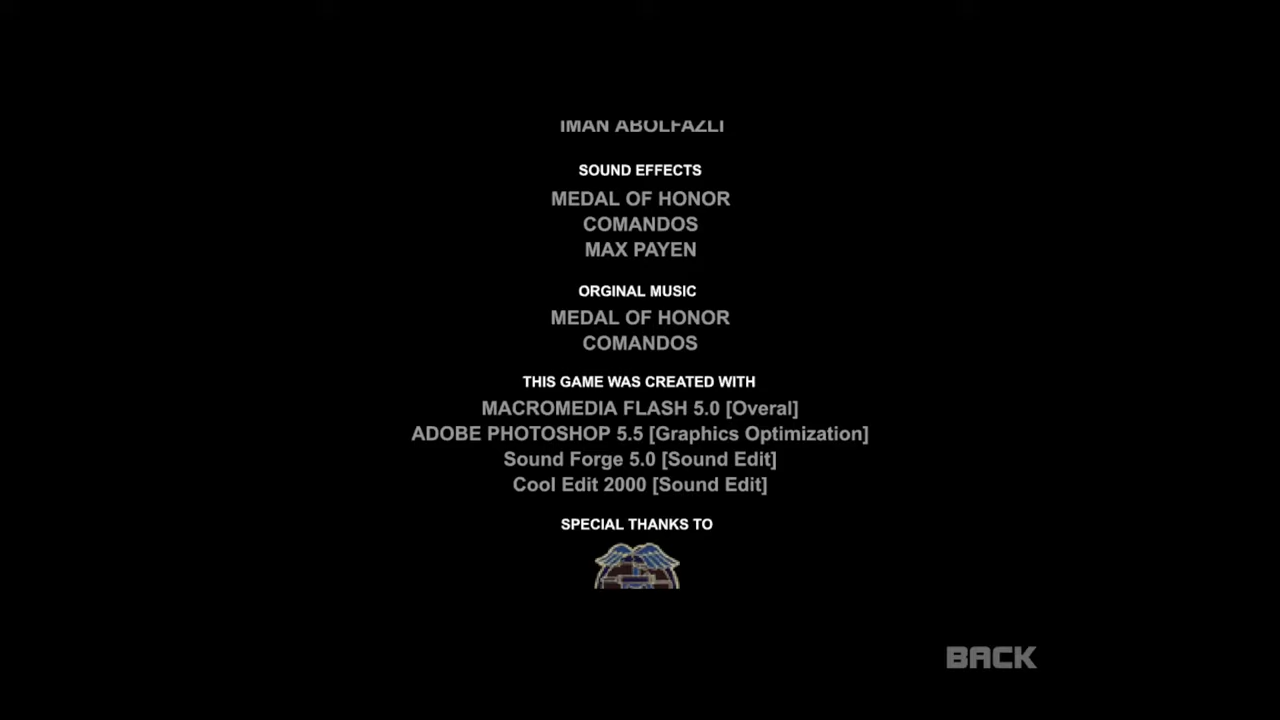 IMAN ABOLFAZLI
SOUND EFFECTS
MEDAL OF HONOR
COMANDOS
MAX PAYEN
ORGINAL MUSIC
MEDAL OF HONOR
COMANDOS
THIS GAME WAS CREATED WITH
MACROMEDIA FLASH 5.0 [Overal]
ADOBE PHOTOSHOP 5.5 [Graphics Optimization]
Sound Forge 5.0 [Sound Edit]
Cool Edit 2000 [Sound Edit]
SPECIAL THANKS TO
BACK